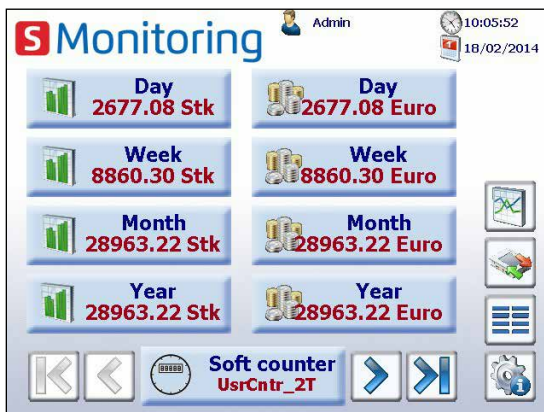 S Monitoring
Admin
10:05:52
18/02/2014
Day
2677.08 Stk
Day
2677.08 Euro
Week
8860.30 Stk
Week
8860.30 Euro
Month
28963.22 Stk
Month
28963.22 Euro
Year
28963.22 Stk
Year
28963.22 Euro
Soft counter
UsrCntr_2T